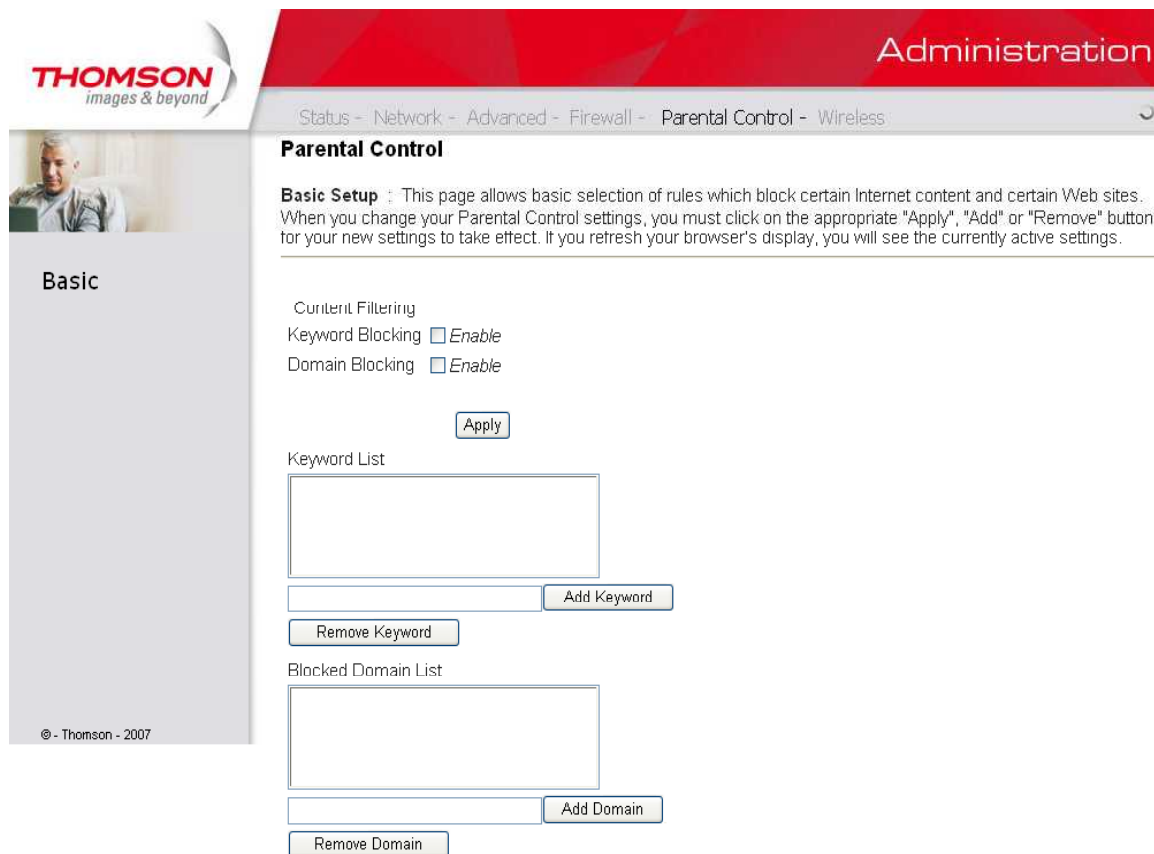 THOMSON
images & beyond
Administration
Status - Network - Advanced - Firewall - Parental Control - Wireless
Parental Control
Basic Setup : This page allows basic selection of rules which block certain Internet content and certain Web sites.
When you change your Parental Control settings, you must click on the appropriate "Apply", "Add" or "Remove" button
for your new settings to take effect. If you refresh your browser's display, you will see the currently active settings.
Basic
Content Filtering
Keyword Blocking Enable
Domain Blocking Enable
Apply
Keyword List
Add Keyword
Remove Keyword
Blocked Domain List
Add Domain
Remove Domain
© - Thomson - 2007